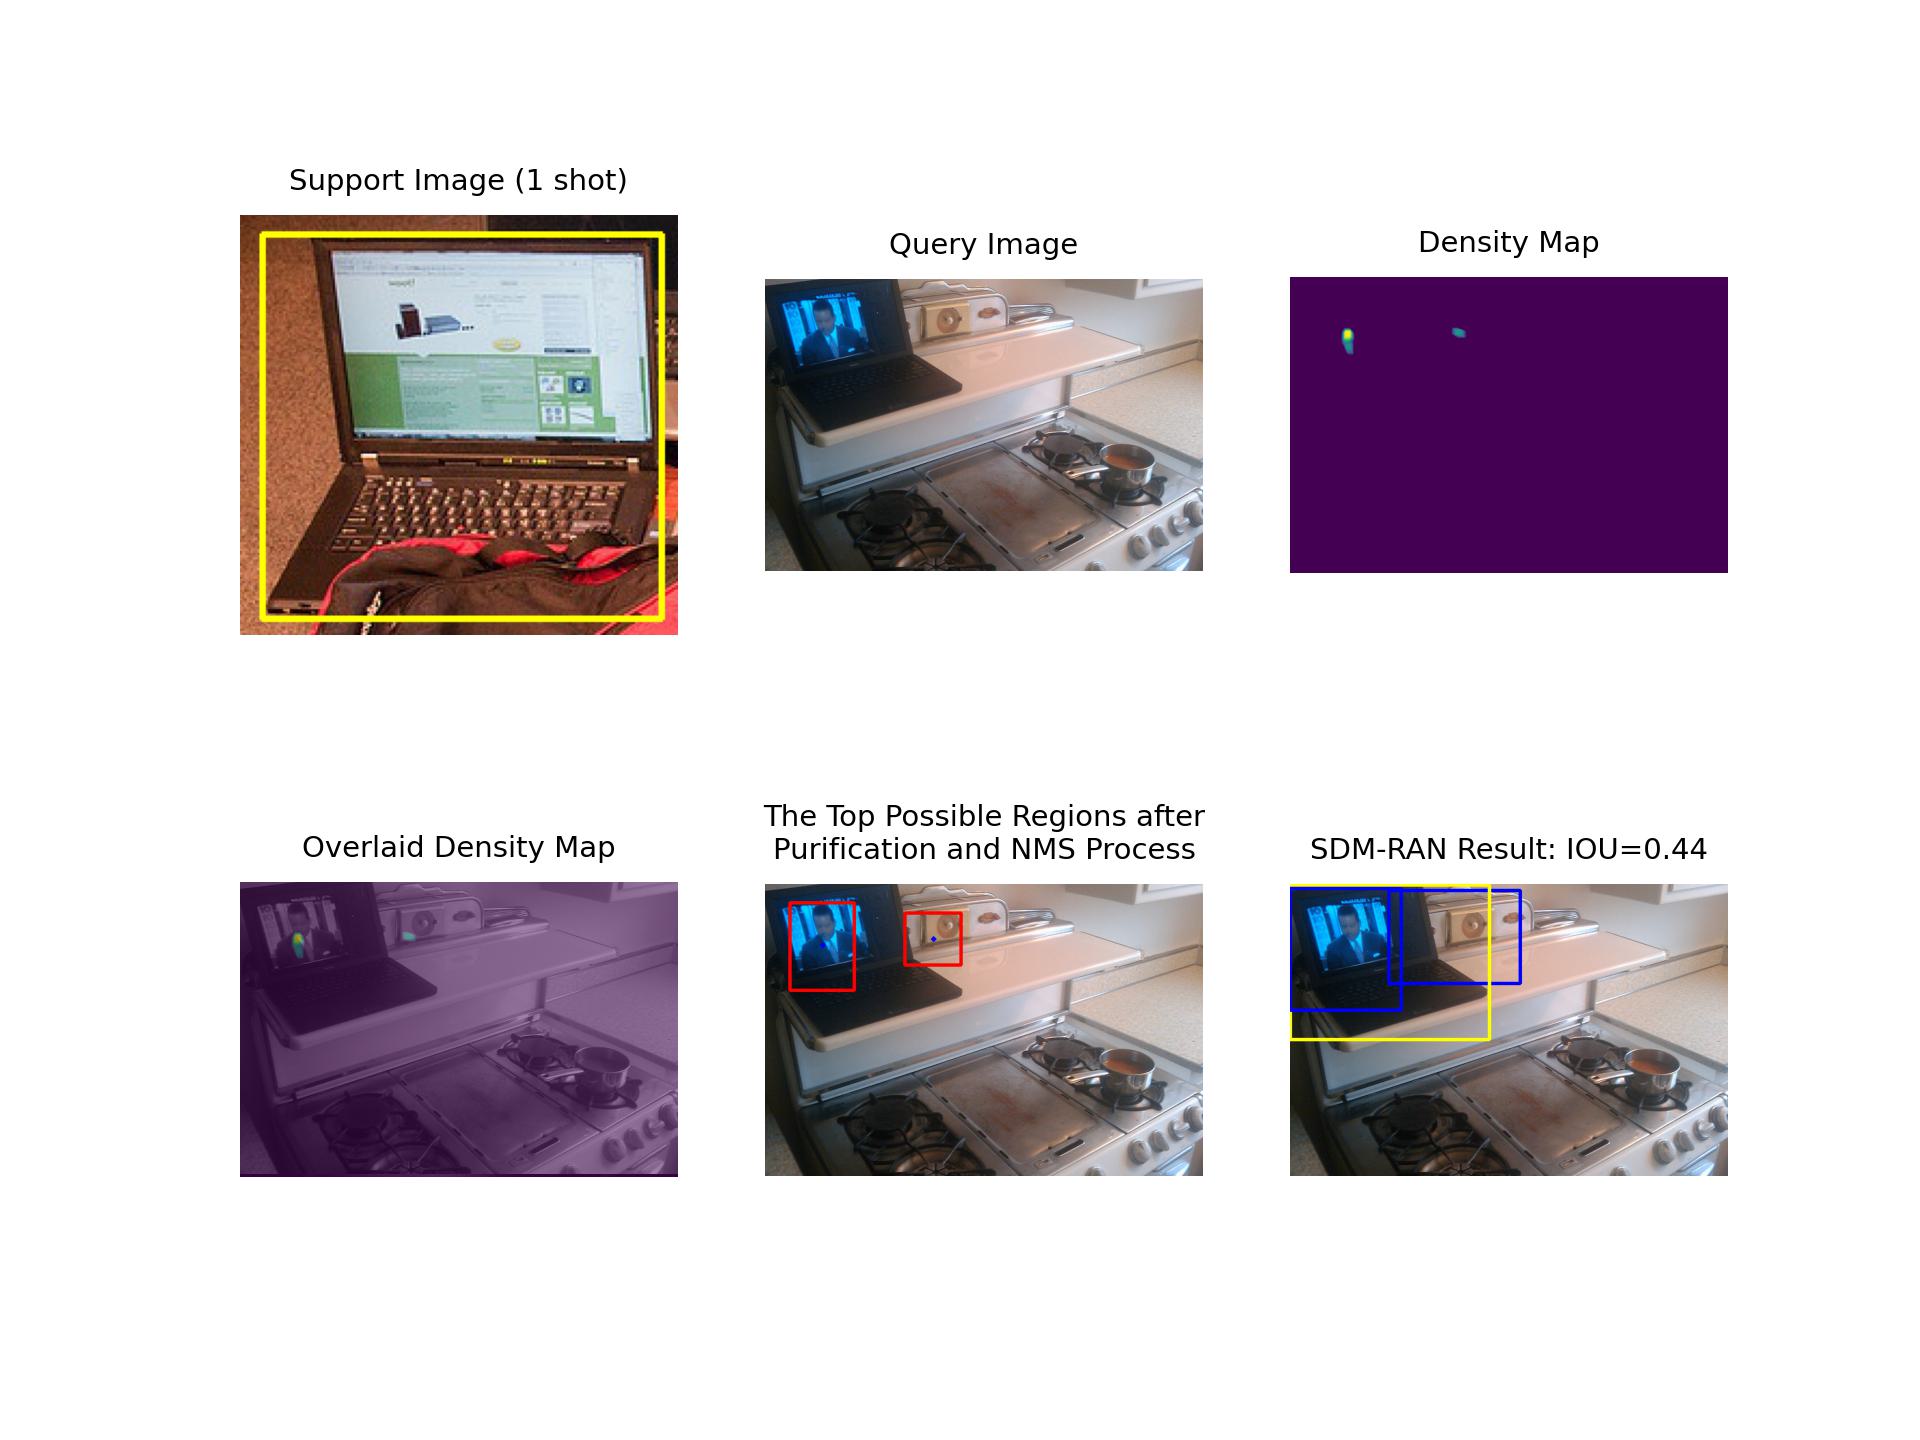 Support Image (1 shot)
Query Image
Density Map
Overlaid Density Map
The Top Possible Regions after
Purification and NMS Process
SDM-RAN Result: IOU=0.44